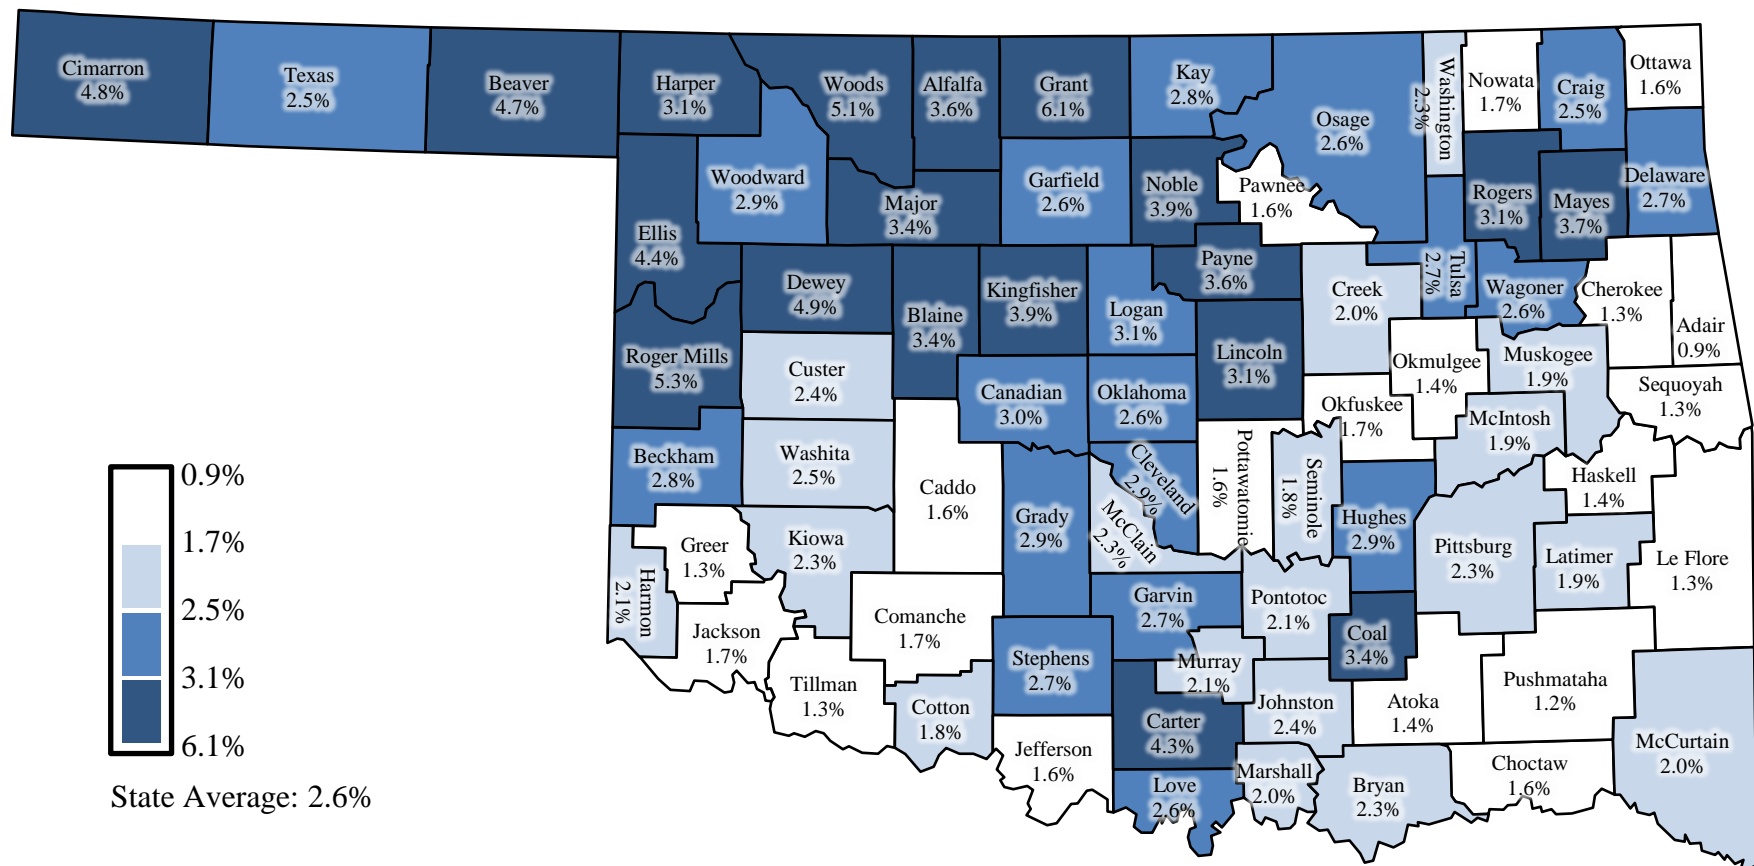 Cimarron
4.8%
Texas
2.5%
Beaver
4.7%
Harper
3.1%
Woods
5.1%
Alfalfa
3.6%
Grant
6.1%
Kay
2.8%
Osage
2.6%
Washington
2.3%
Nowata
1.7%
Craig
2.5%
Ottawa
1.6%
Woodward
2.9%
Major
3.4%
Garfield
2.6%
Noble
3.9%
Pawnee
1.6%
Rogers
3.1%
Mayes
3.7%
Delaware
2.7%
Ellis
4.4%
Dewey
4.9%
Blaine
3.4%
Kingfisher
3.9%
Logan
3.1%
Payne
3.6%
Creek
2.0%
Tulsa
2.7%
Wagoner
2.6%
Cherokee
1.3%
Adair
0.9%
Roger Mills
5.3%
Custer
2.4%
Canadian
3.0%
Oklahoma
2.6%
Lincoln
3.1%
Okmulgee
1.4%
Muskogee
1.9%
Sequoyah
1.3%
Okfuskee
1.7%
McIntosh
1.9%
Beckham
2.8%
Washita
2.5%
Caddo
1.6%
Grady
2.9%
Cleveland
2.9%
McClain
2.3%
Pottawatomie
1.6%
Seminole
1.8%
Hughes
2.9%
Haskell
1.4%
Pittsburg
2.3%
Latimer
1.9%
Le Flore
1.3%
Harmon
2.1%
Greer
1.3%
Kiowa
2.3%
Jackson
1.7%
Comanche
1.7%
Tillman
1.3%
Cotton
1.8%
Stephens
2.7%
Garvin
2.7%
Pontotoc
2.1%
Coal
3.4%
Murray
2.1%
Johnston
2.4%
Atoka
1.4%
Pushmataha
1.2%
McCurtain
2.0%
Carter
4.3%
Jefferson
1.6%
Love
2.6%
Marshall
2.0%
Bryan
2.3%
Choctaw
1.6%
0.9%
1.7%
2.5%
3.1%
6.1%
State Average: 2.6%